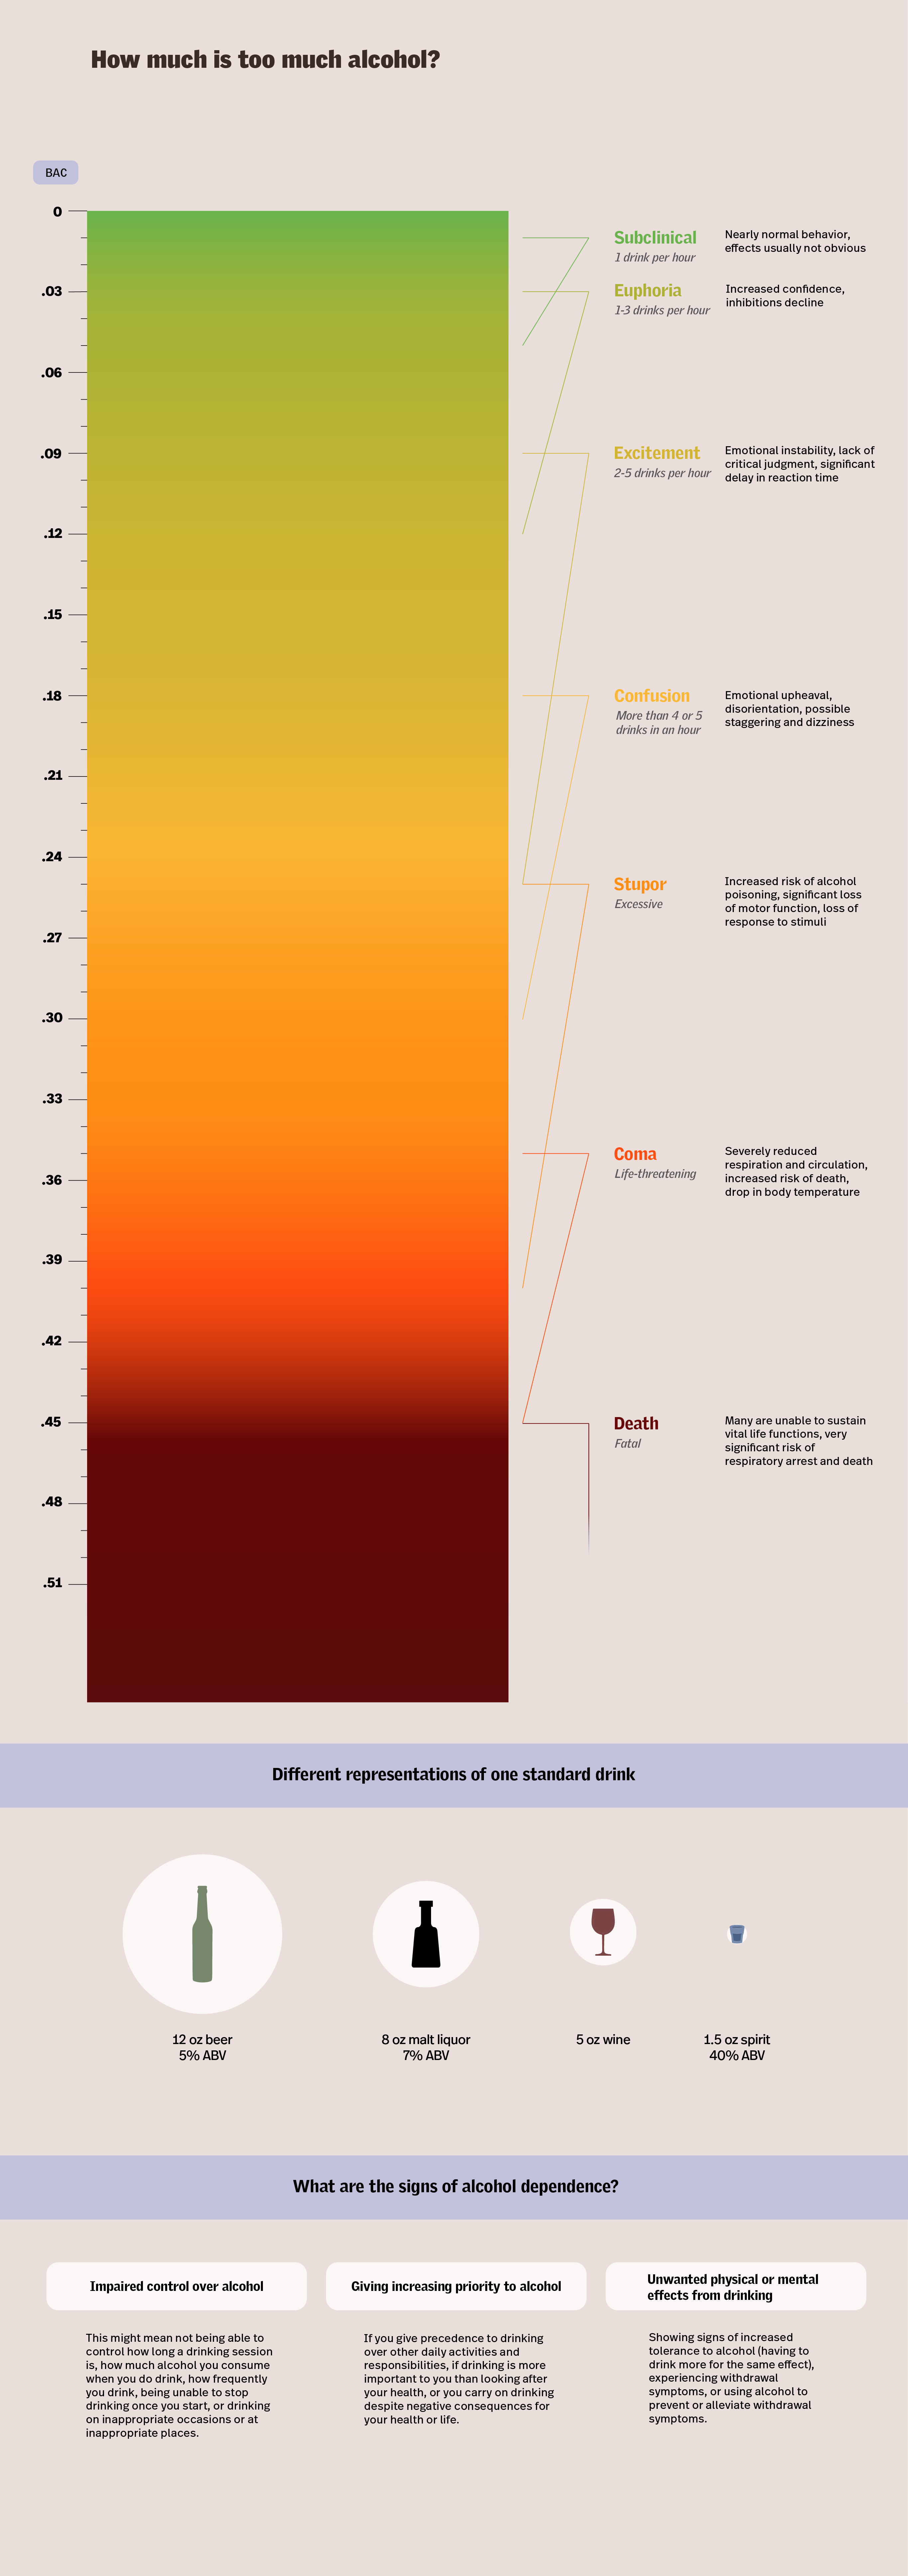 How much is too much alcohol?
BAC
0
Subclinical
1 drink per hour
Nearly normal behavior,
effects usually not obvious
.03
Euphoria
1-3 drinks per hour
Increased confidence,
inhibitions decline
.06
.09
Excitement
2-5 drinks per hour
Emotional instability, lack of
critical judgment, significant
delay in reaction time
.12
.15
.18
Confusion
More than 4 or 5
drinks in an hour
Emotional upheaval,
disorientation, possible
staggering and dizziness
.21
.24
Stupor
Excessive
Increased risk of alcohol
poisoning, significant loss
of motor function, loss of
response to stimuli
.27
.30
.33
Coma
Life-threatening
Severely reduced
respiration and circulation,
increased risk of death,
drop in body temperature
.36
.39
.42
.45
Death
Fatal
Many are unable to sustain
vital life functions, very
significant risk of
respiratory arrest and death
.48
.51
Different representations of one standard drink
12 oz beer
5% ABV
8 oz malt liquor
7% ABV
5 oz wine
1.5 oz spirit
40% ABV
What are the signs of alcohol dependence?
Impaired control over alcohol
This might mean not being able to
control how long a drinking session
is, how much alcohol you consume
when you do drink, how frequently
you drink, being unable to stop
drinking once you start, or drinking
on inappropriate occasions or at
inappropriate places.
Giving increasing priority to alcohol
If you give precedence to drinking
over other daily activities and
responsibilities, if drinking is more
important to you than looking after
your health, or you carry on drinking
despite negative consequences for
your health or life.
Unwanted physical or mental
effects from drinking
Showing signs of increased
tolerance to alcohol (having to
drink more for the same effect),
experiencing withdrawal
symptoms, or using alcohol to
prevent or alleviate withdrawal
symptoms.